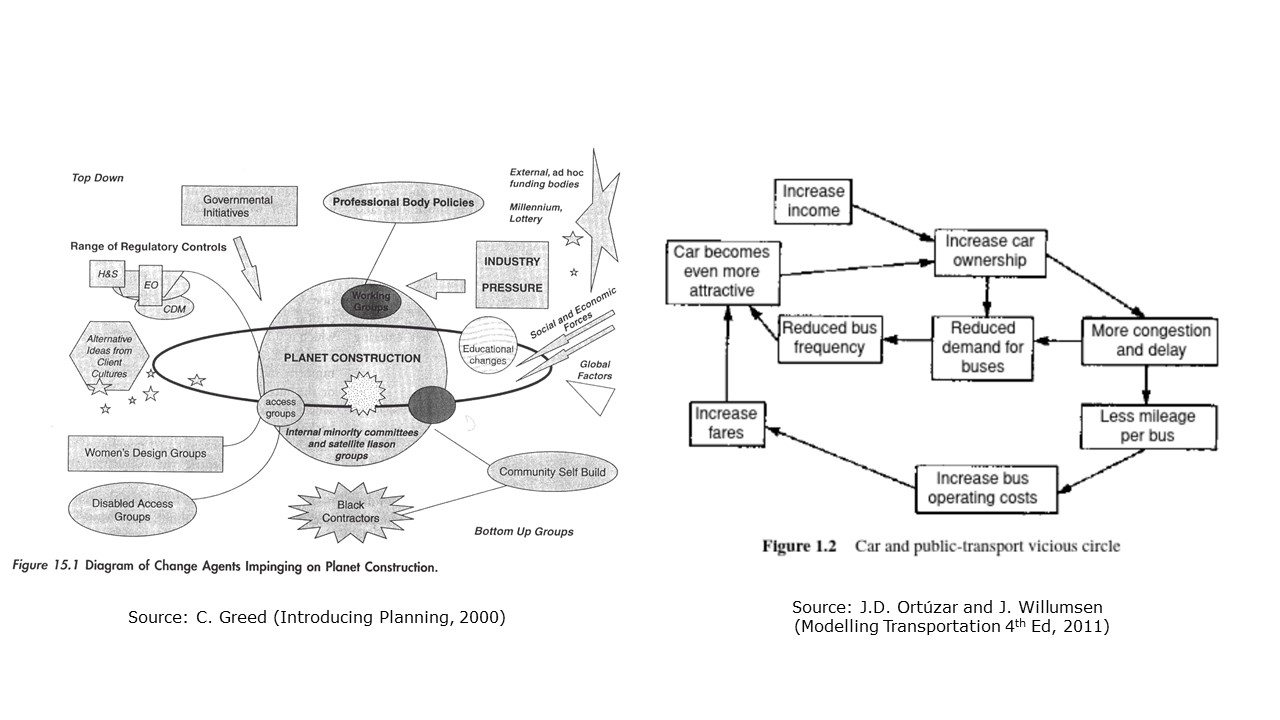 Top Down
Governmental
Initiatives
Professional Body Policies
External, ad hoc
funding bodies
Millennium,
Lottery
Range of Regulatory Controls
H&S
EO
CDM
INDUSTRY
PRESSURE
Working
Groups
Social and Economic
Forces
Alternative
Ideas from
Client
Cultures
PLANET CONSTRUCTION
Educational
changes
Global
Factors
access
groups
Internal minority committees
and satellite liason
groups
Women's Design Groups
Community Self Build
Disabled Access
Groups
Black
Contractors
Bottom Up Groups
Figure 15.1 Diagram of Change Agents Impinging on Planet Construction.
Source: C. Greed (Introducing Planning, 2000)
Increase
income
Increase car
ownership
Car becomes
even more
attractive
Reduced bus
frequency
Reduced
demand for
buses
More congestion
and delay
Increase
fares
Less mileage
per bus
Increase bus
operating costs
Figure 1.2 Car and public-transport vicious circle
Source: J.D. Ortúzar and J. Willumsen
(Modelling Transportation 4th Ed, 2011)